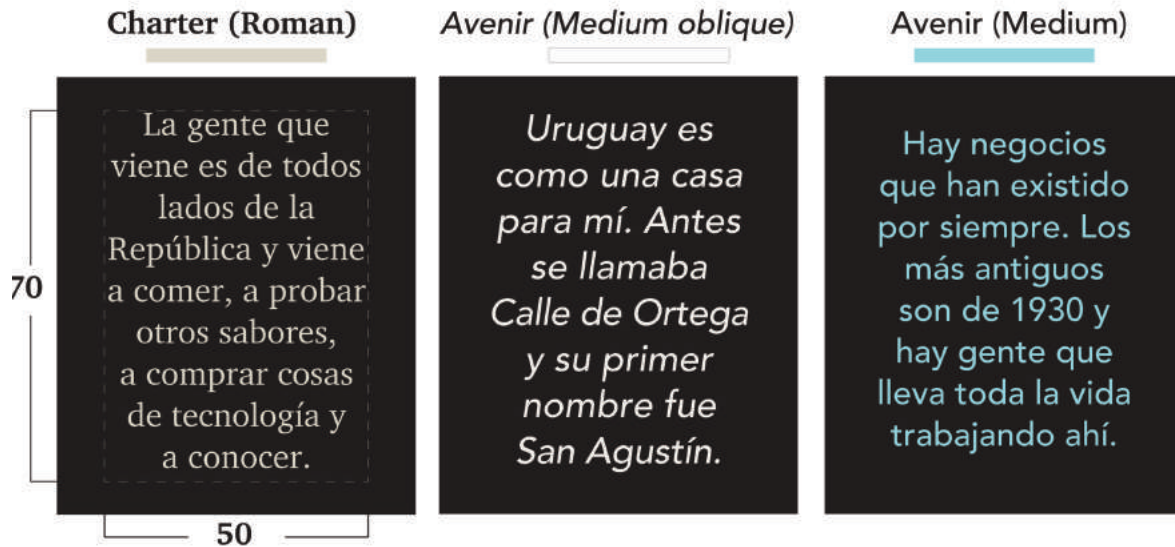 Charter (Roman)
La gente que
viene es de todos
lados de la
República y viene
a comer, a probar
otros sabores,
a comprar cosas
de tecnología y
a conocer.
70
50
Avenir (Medium oblique)
Uruguay es
como una casa
para mí. Antes
se llamaba
Calle de Ortega
y su primer
nombre fue
San Agustín.
Avenir (Medium)
Hay negocios
que han existido
por siempre. Los
más antiguos
son de 1930 y
hay gente que
lleva toda la vida
trabajando ahí.